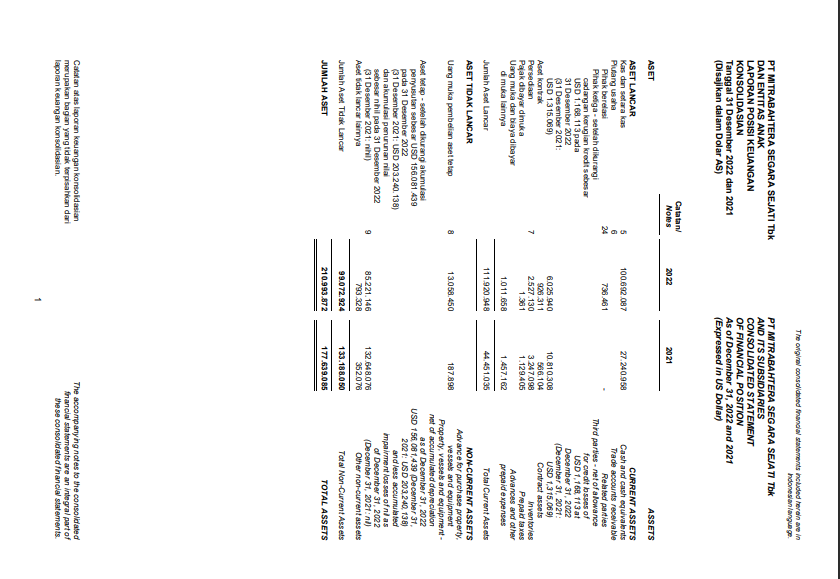 The original consolidated financial statements included herein are in
Indonesian language.
PT MITRABAHTERA SEGARA SEJATI Tbk PT MITRABAHTERA SEGARA SEJATI Tbk
DAN ENTITAS ANAK AND ITS SUBSIDIARIES
LAPORAN POSISI KEUANGAN CONSOLIDATED STATEMENT
KONSOLIDASIAN OF FINANCIAL POSITION
Tanggal 31 Desember 2022 dan 2021 As of December 31, 2022 and 2021
(Disajikan dalam Dolar AS) (Expressed in US Dollar)
Catatan/
Notes 2022 2021
ASET ASSETS
ASET LANCAR CURRENT ASSETS
Kas dan setara kas 5 100.692.087 27.240.958 Cash and cash equivalents
Piutang usaha 6 Trade accounts receivable
Pihak berelasi 24 736.461 - Related parties
Pihak ketiga - setelah dikurangi Third parties - net of allowance
cadangan kerugian kredit sebesar for credit losses of
USD 1.168.113 pada USD 1,168,113 at
31 Desember 2022 December 31, 2022
(31 Desember 2021: (December 31, 2021:
USD 1.315.069) 6.025.940 10.810.308 USD 1,315,069)
Aset kontrak 926.311 566.104 Contract assets
Persediaan 7 2.527.130 3.247.098 Inventories
Pajak dibayar dimuka 1.361 1.129.405 Prepaid taxes
Uang muka dan biaya dibayar Advances and other
di muka lainnya 1.011.658 1.457.162 prepaid expenses
Jumlah Aset Lancar 111.920.948 44.451.035 Total Current Assets
ASET TIDAK LANCAR NON-CURRENT ASSETS
Advance for purchase property,
Uang muka pembelian aset tetap 8 13.058.450 187.898 vessels and equipment
Property, vessels and equipment -
Aset tetap - setelah dikurangi akumulasi net of accumulated depreciation
penyusutan sebesar USD 156.081.439 USD 156,081,439 (December 31,
pada 31 Desember 2022 as of December 31, 2022
(31 Desember 2021: USD 203.240.138) 2021: USD 203,240,138)
dan akumulasi penurunan nilai and less accumulated
sebesar nihil pada 31 Desember 2022 impairment losses of nil as
of December 31, 2022
(31 Desember 2021: nihil) 9 85.221.146 132.648.076 (December 31, 2021: nil)
Aset tidak lancar lainnya 793.328 352.076 Other non-current assets
Jumlah Aset Tidak Lancar 99.072.924 133.188.050 Total Non-Current Assets
JUMLAH ASET 210.993.872 177.639.085 TOTAL ASSETS
Catatan atas laporan keuangan konsolidasian The accompanying notes to the consolidated
merupakan bagian yang tidak terpisahkan dari financial statements are an integral part of
laporan keuangan konsolidasian. these consolidated financial statements.
1